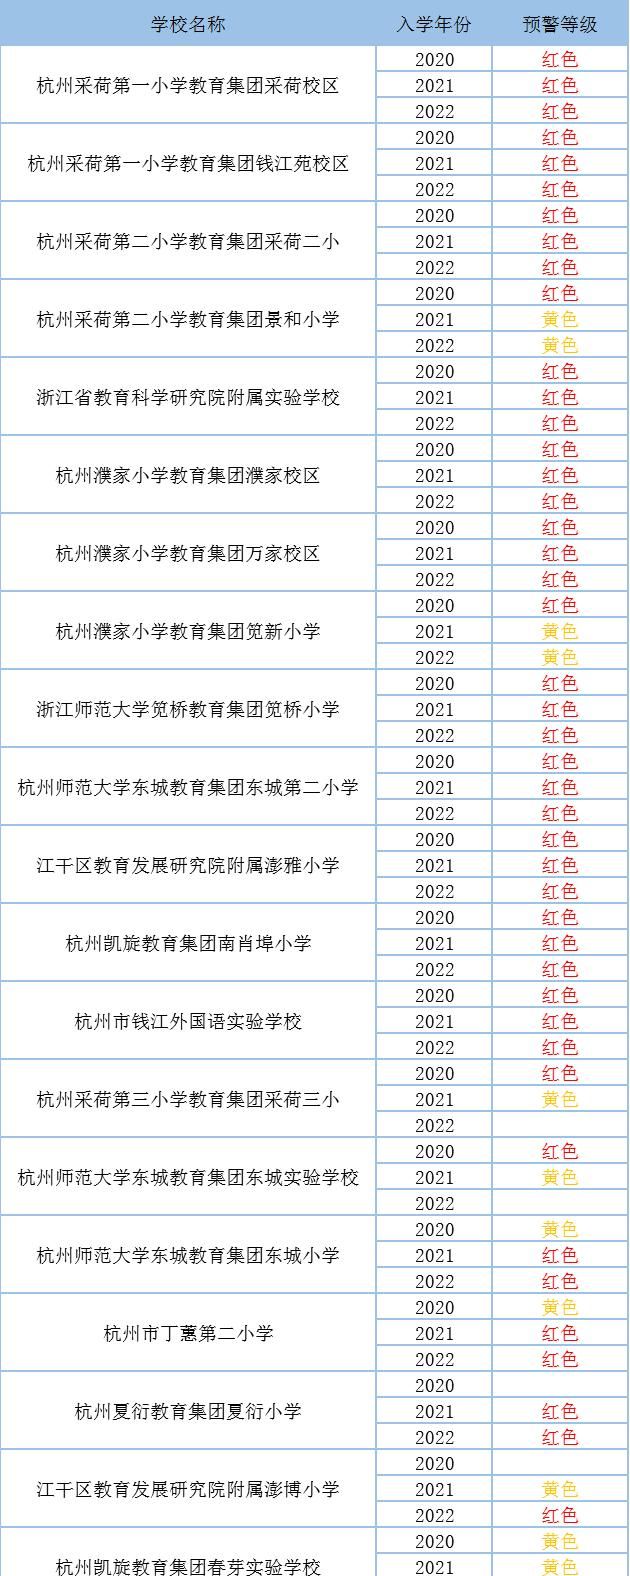 学校名称 入学年份 预警等级
2020 红色
杭州采荷第一小学教育集团采荷校区 2021 红色
2022 红色
2020 红色
杭州采荷第一小学教育集团钱江苑校区 2021 红色
2022 红色
2020 红色
杭州采荷第二小学教育集团采荷二小 2021 红色
2022 红色
2020 红色
杭州采荷第二小学教育集团景和小学 2021 黄色
2022 黄色
2020 红色
浙江省教育科学研究院附属实验学校 2021 红色
2022 红色
2020 红色
杭州濮家小学教育集团濮家校区 2021 红色
2022 红色
2020 红色
杭州濮家小学教育集团万家校区 2021 红色
2022 红色
2020 红色
杭州濮家小学教育集团笕新小学 2021 黄色
2022 黄色
2020 红色
浙江师范大学笕桥教育集团笕桥小学 2021 红色
2022 红色
2020 红色
杭州师范大学东城教育集团东城第二小学 2021 红色
2022 红色
2020 红色
江干区教育发展研究院附属澎雅小学 2021 红色
2022 红色
2020 红色
杭州凯旋教育集团南肖埠小学 2021 红色
2022 红色
2020 红色
杭州市钱江外国语实验学校 2021 红色
2022 红色
2020 红色
杭州采荷第三小学教育集团采荷三小 2021 黄色
2022
2020 红色
杭州师范大学东城教育集团东城实验学校 2021 黄色
2022
2020 黄色
杭州师范大学东城教育集团东城小学 2021 红色
2022 红色
2020 黄色
杭州市丁蕙第二小学 2021 红色
2022 红色
2020
杭州夏衍教育集团夏衍小学 2021 红色
2022 红色
2020
江干区教育发展研究院附属澎博小学 2021 黄色
2022 红色
2020 黄色
杭州凯旋教育集团春芽实验学校 2021 黄色